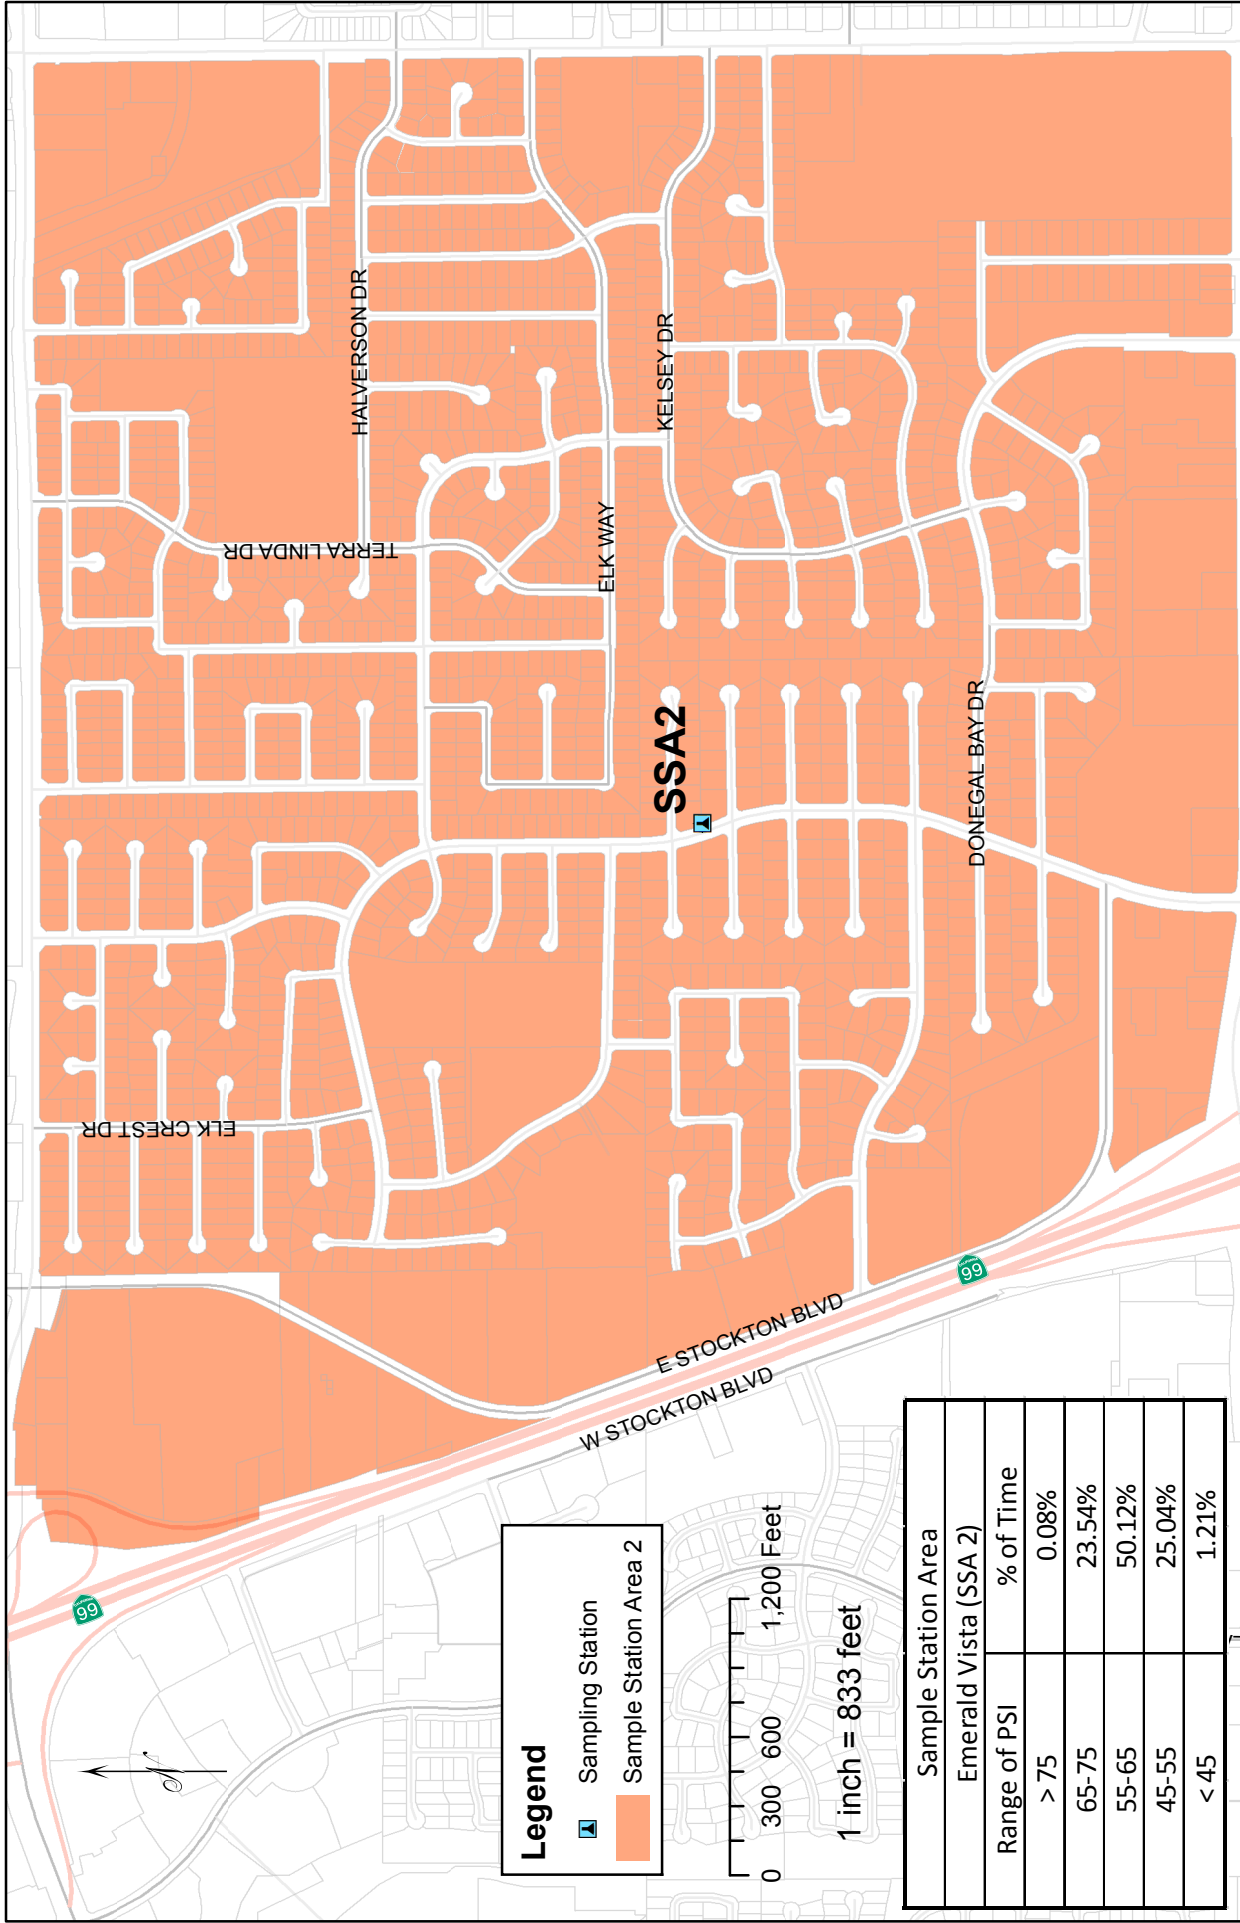 HALVERSON DR
TERRA LINDA DR
ELK WAY
KELSEY DR
ELK CREST DR
SSA2
DONEGAL BAY DR
E STOCKTON BLVD
W STOCKTON BLVD
99
99
N
Legend
Sampling Station
Sample Station Area 2
0 300 600 1,200 Feet
1 inch = 833 feet
Sample Station Area
Emerald Vista (SSA 2)
Range of PSI % of Time
> 75 0.08%
65-75 23.54%
55-65 50.12%
45-55 25.04%
< 45 1.21%